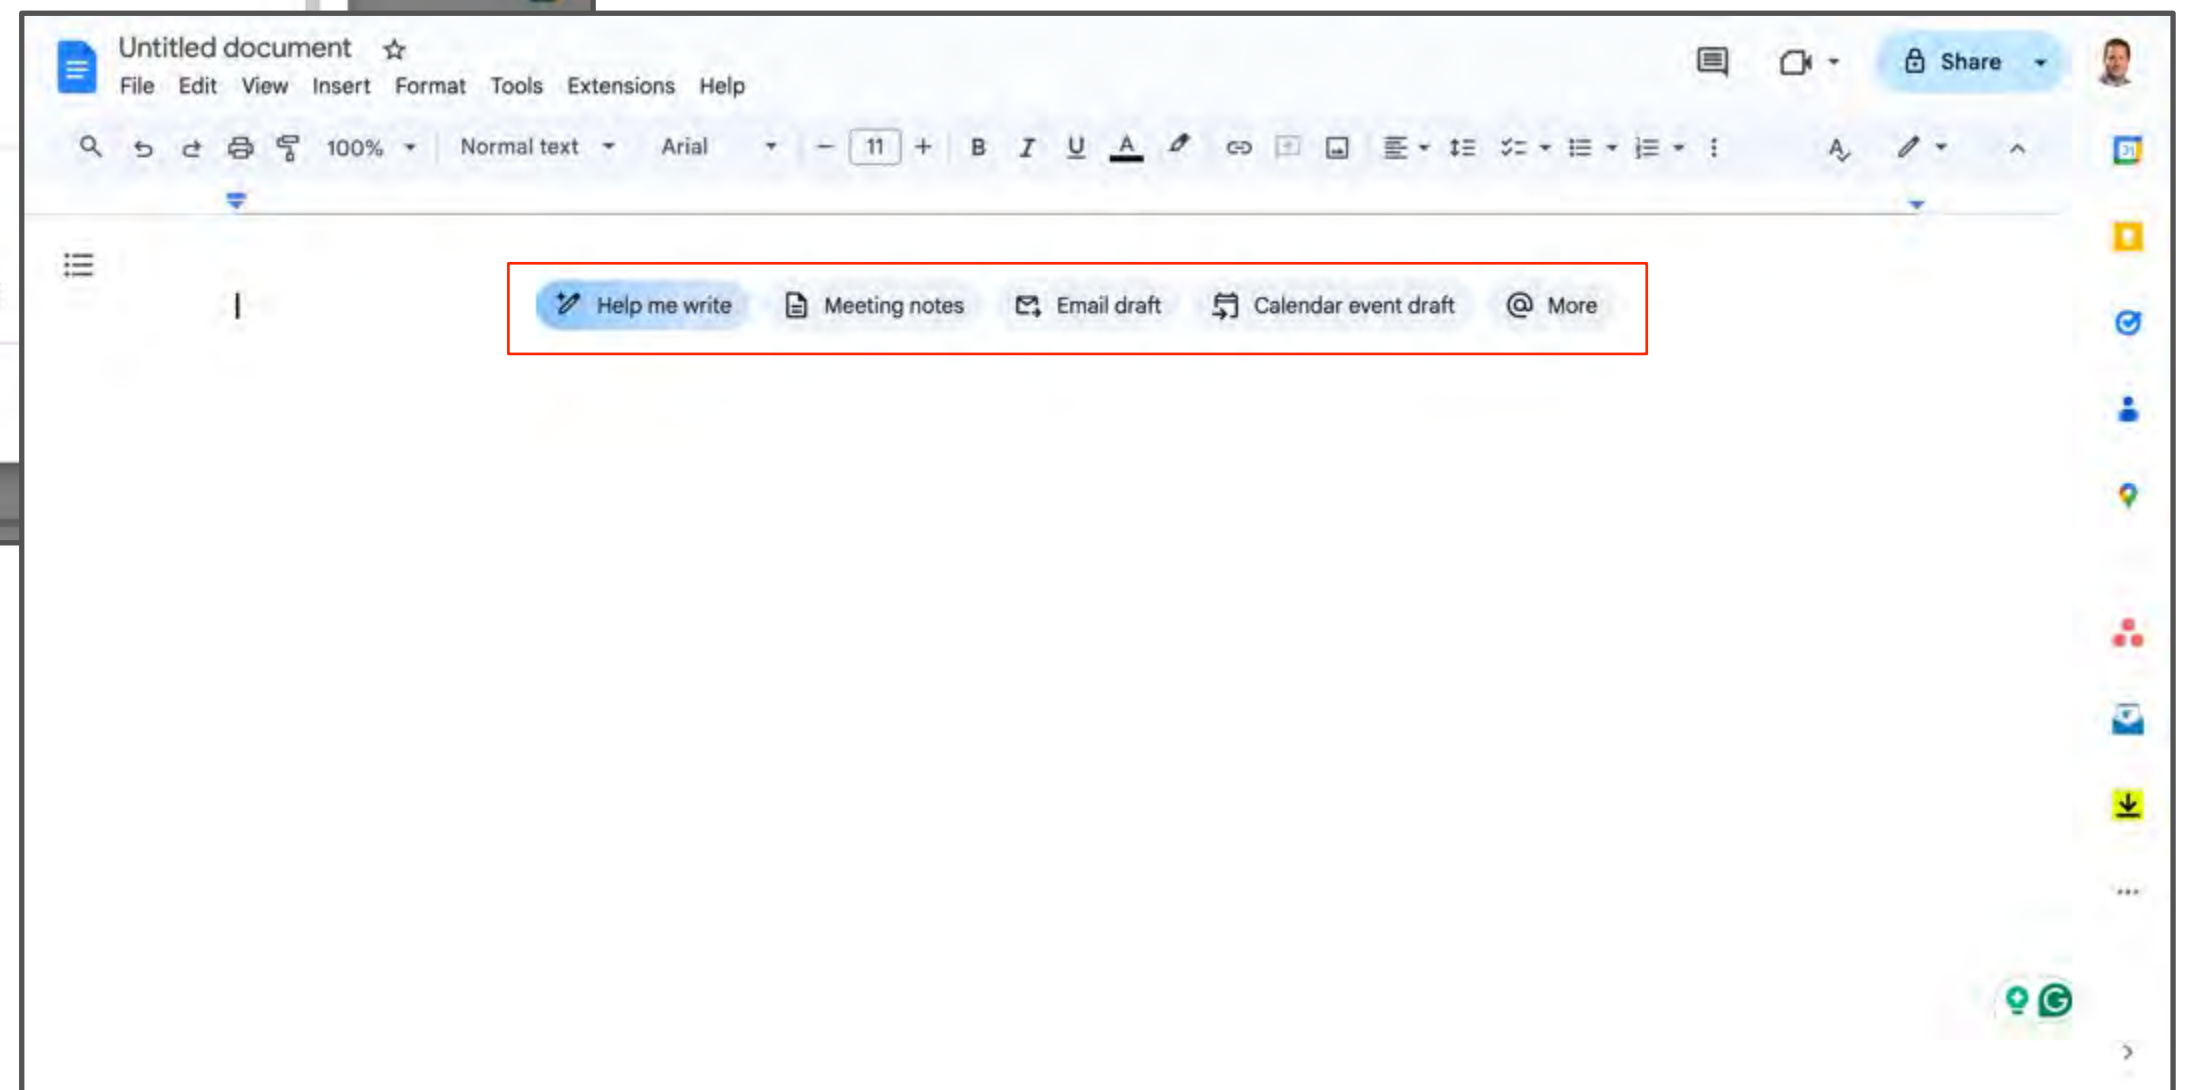 Untitled document
Share
File Edit View Insert Format Tools Extensions Help
100% Normal text Arial 11 B I U A
31
Help me write Meeting notes Email draft Calendar event draft More